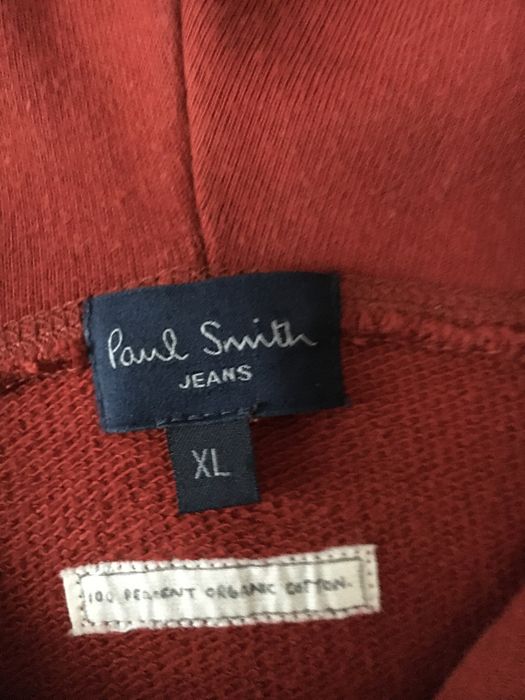 Paul Smith
JEANS
XL
100 PERCENT ORGANIC COTTON.